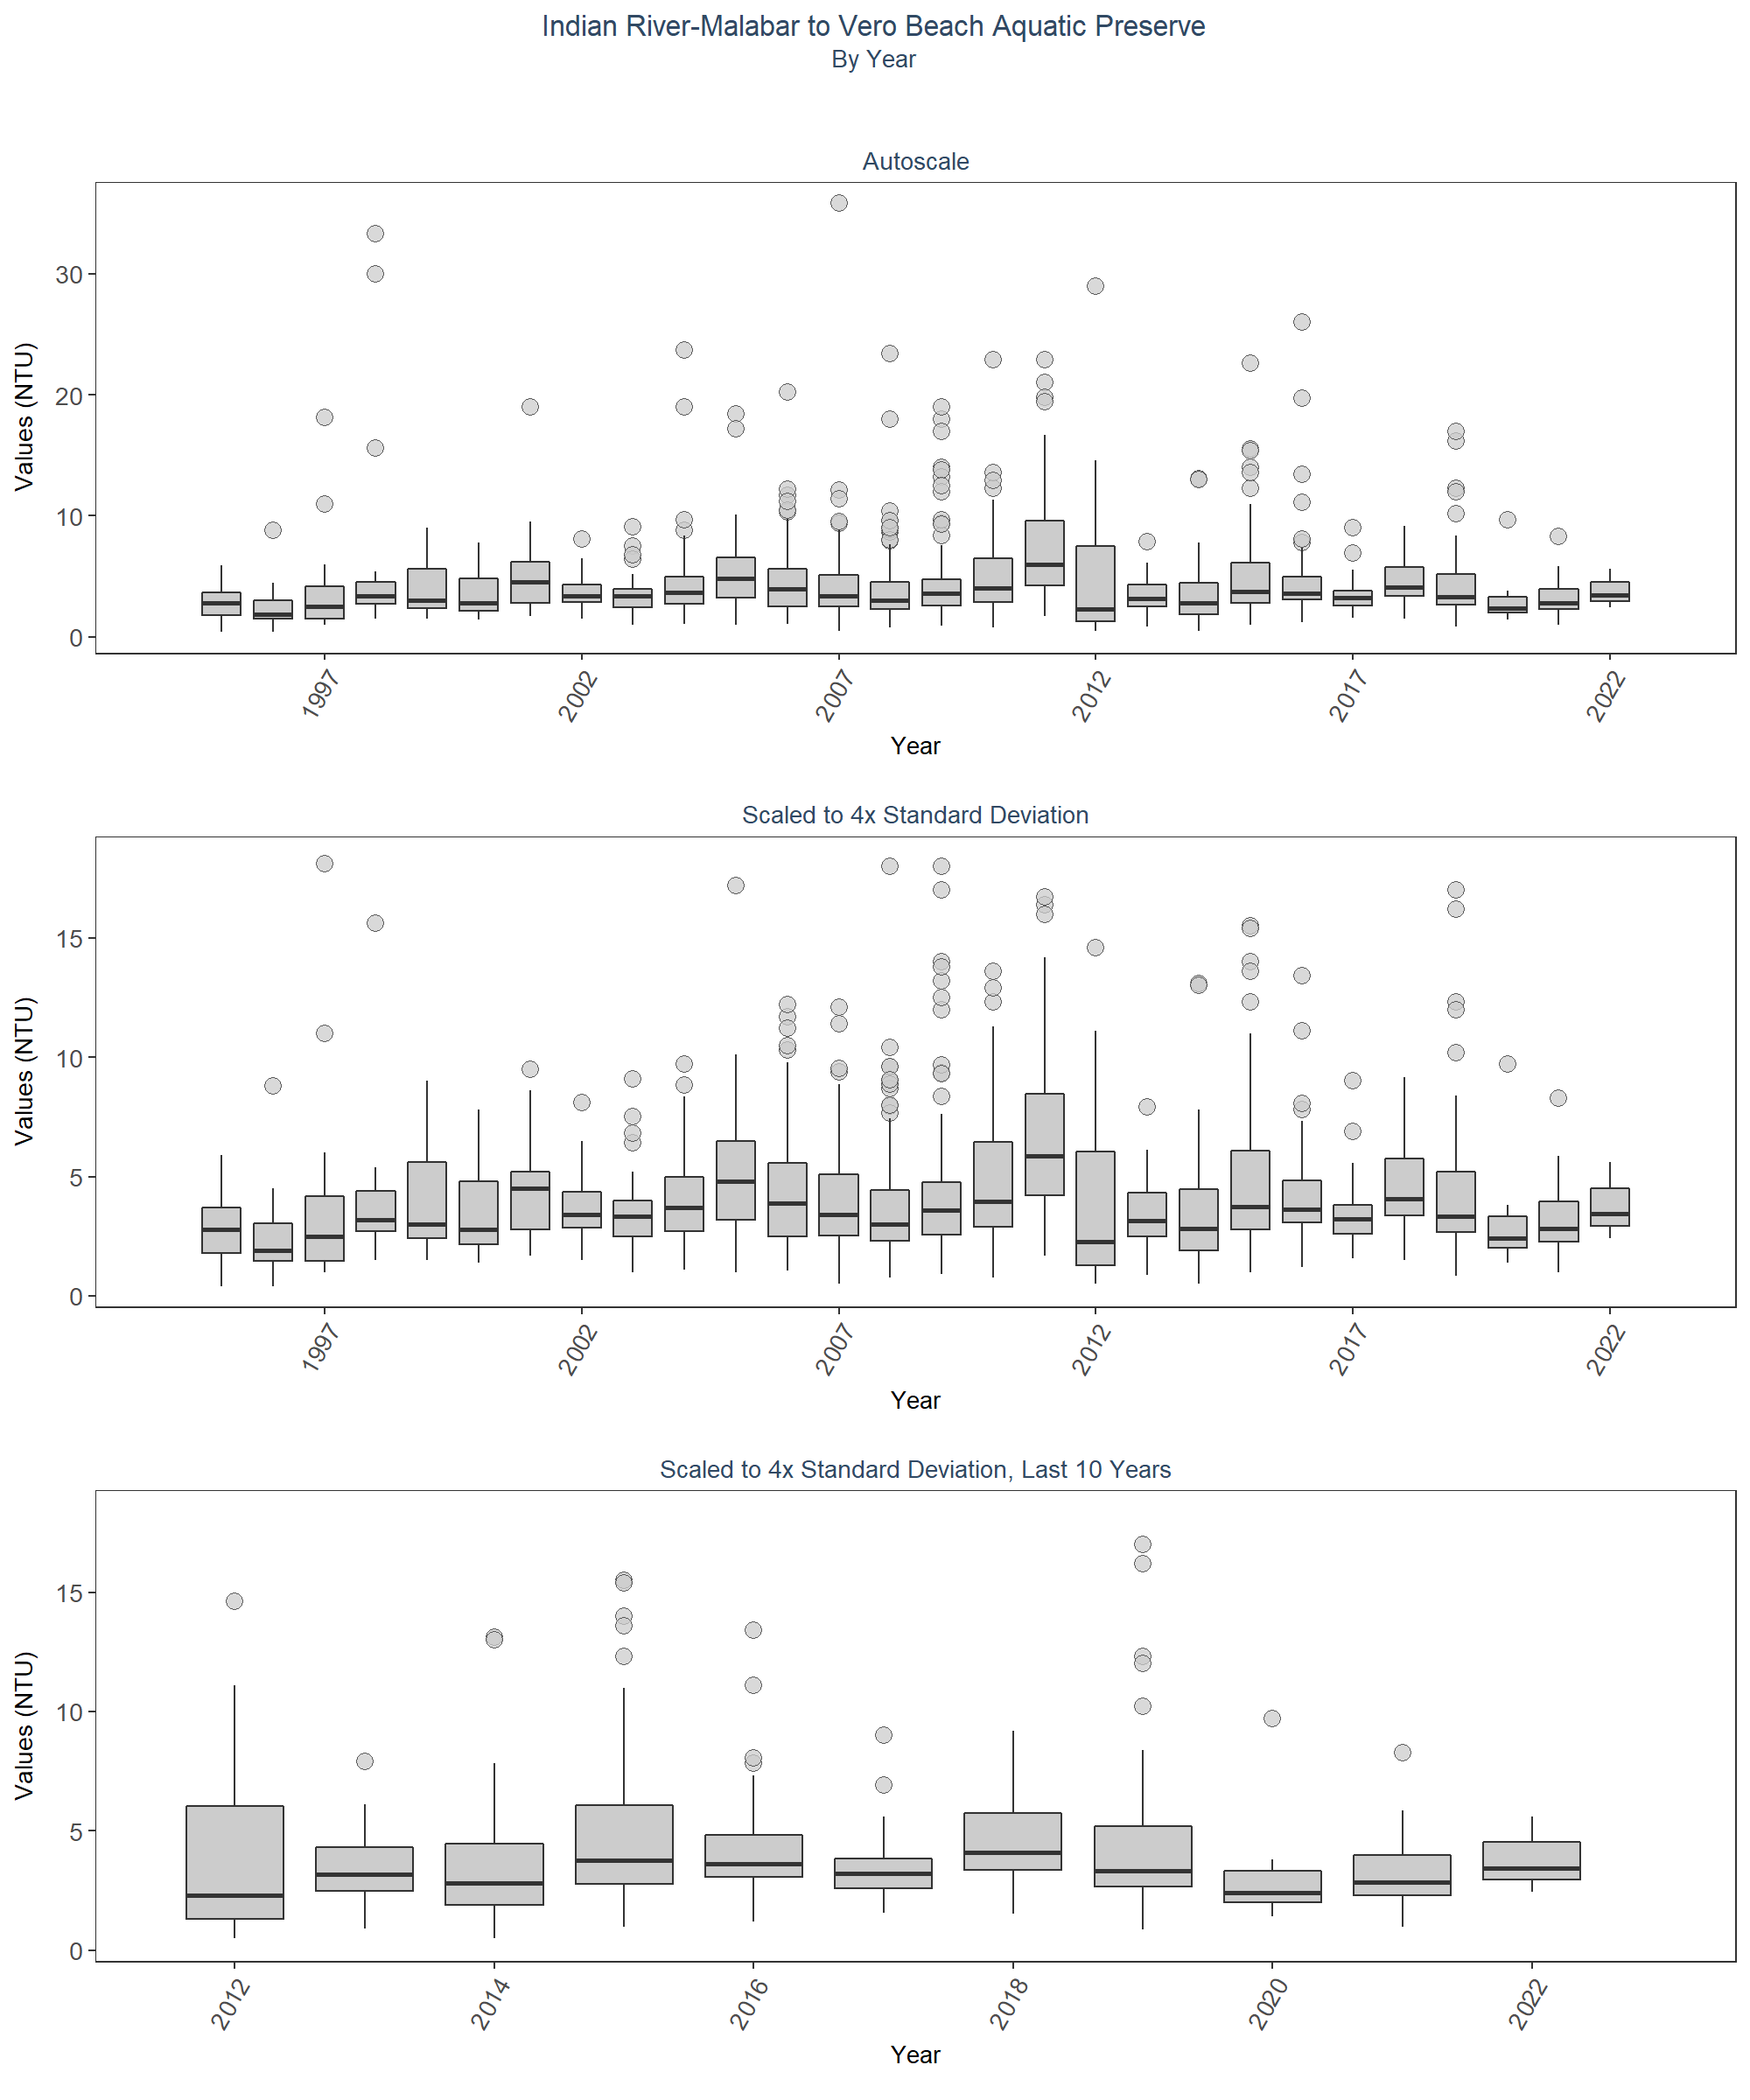 Indian River-Malabar to Vero Beach Aquatic Preserve
By Year
Autoscale
Values (NTU)
30
20
10
0
1997
2002
2007
2012
2017
2022
Year
Scaled to 4x Standard Deviation
Values (NTU)
15
10
5
0
1997
2002
2007
2012
2017
2022
Year
Scaled to 4x Standard Deviation, Last 10 Years
Values (NTU)
15
10
5
0
2012
2014
2016
2018
2020
2022
Year